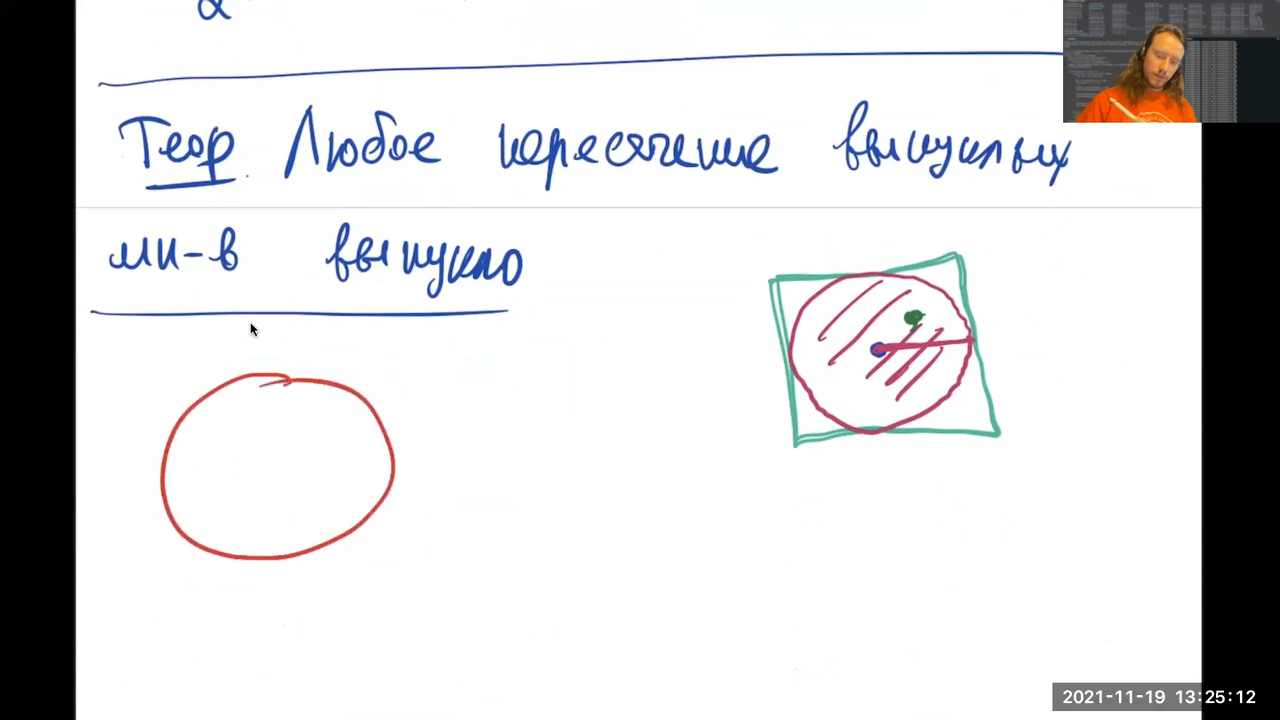 α
Теор. Любое пересечение выпуклых
мн-в выпукло
2021-11-19 13:25:12